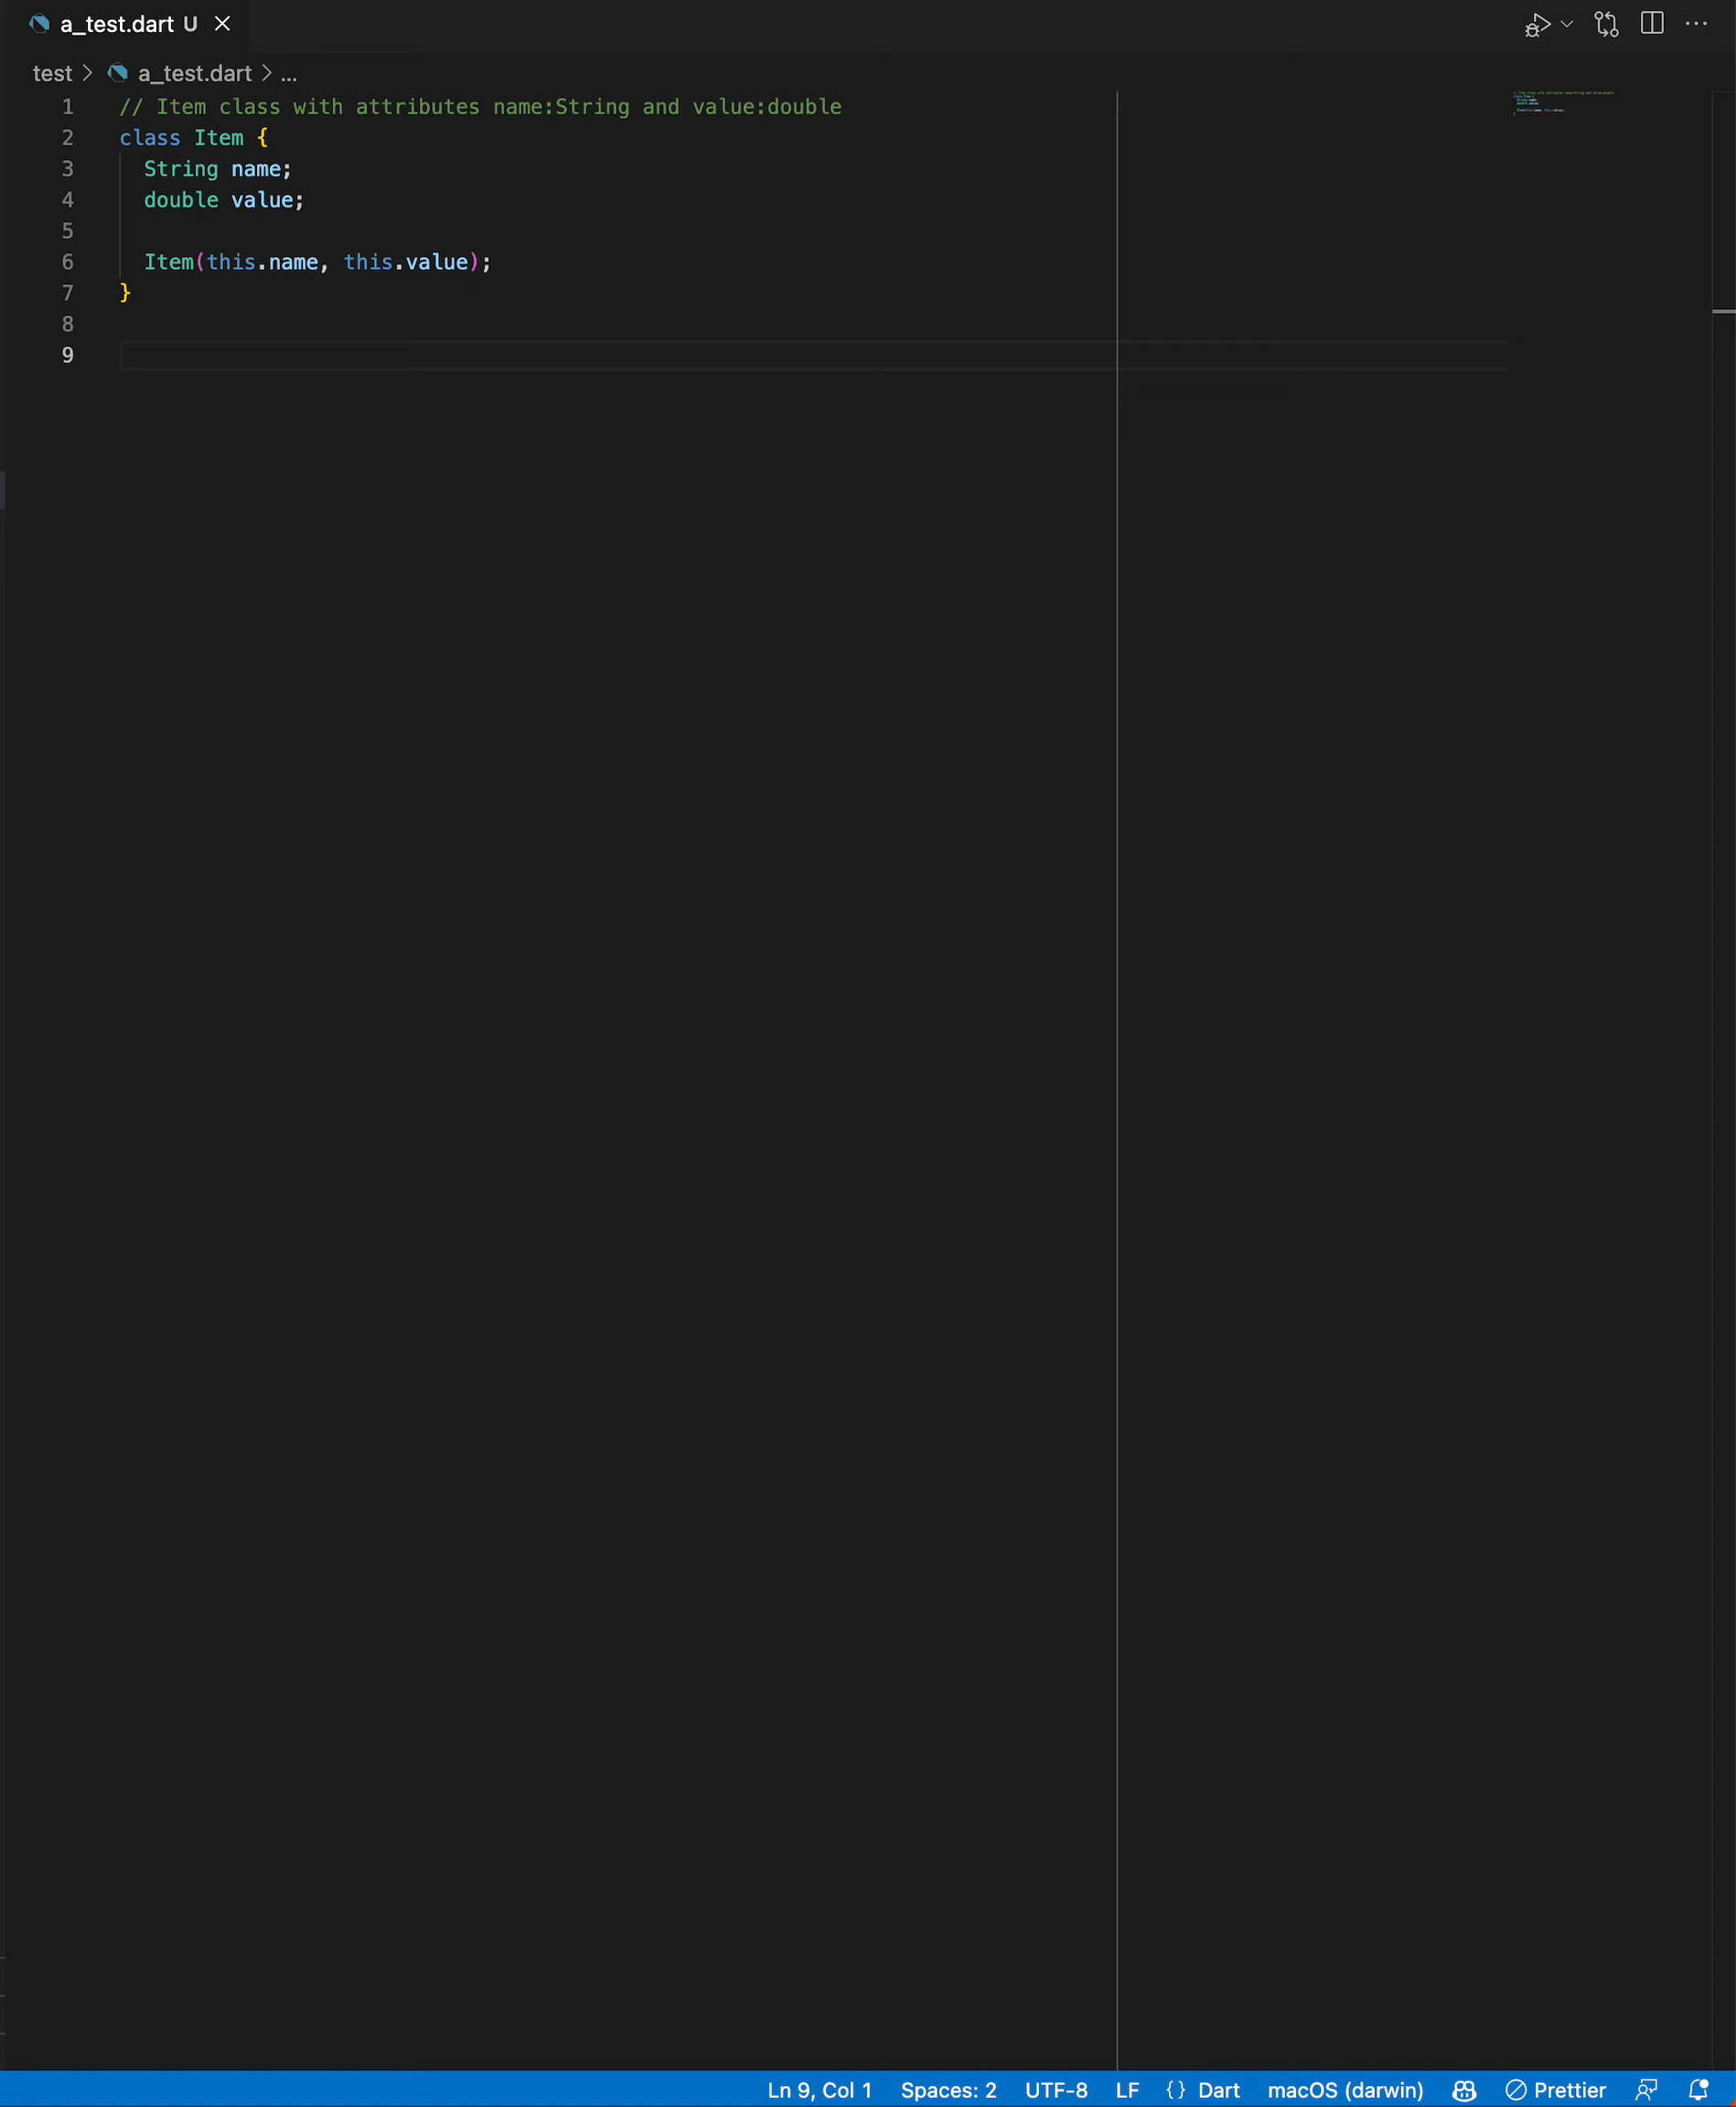 a_test.dart U
test > a_test.dart > ...
1 // Item class with attributes name:String and value:double
2 class Item {
3   String name;
4   double value;
5
6   Item(this.name, this.value);
7 }
8
9
Ln 9, Col 1 Spaces: 2 UTF-8 LF {} Dart macOS (darwin) Prettier